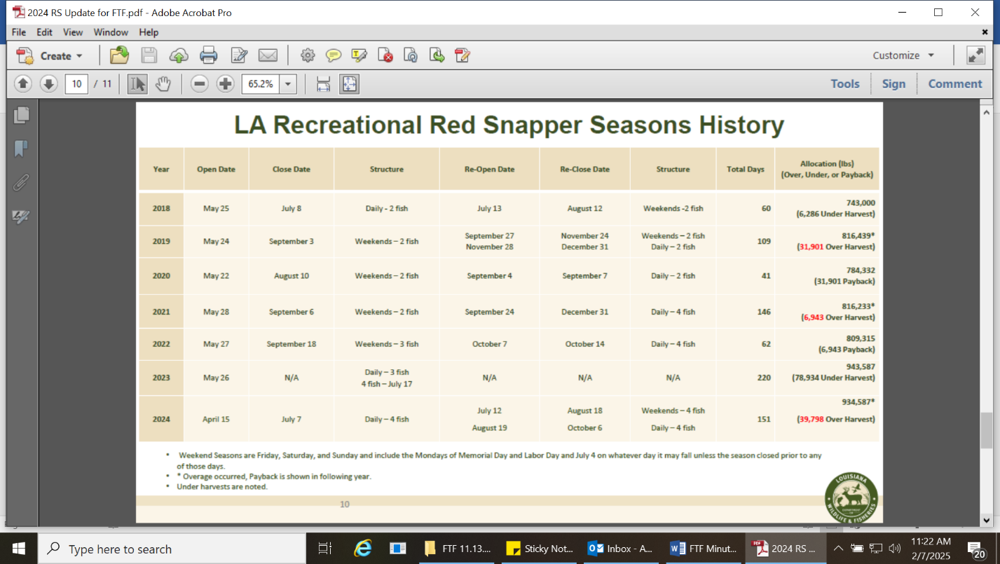 2024 RS Update for FTF.pdf - Adobe Acrobat Pro
File Edit View Window Help
Create Customize
10 / 11 65.2% Tools Sign Comment
LA Recreational Red Snapper Seasons History
Year Open Date Close Date Structure Re-Open Date Re-Close Date Structure Total Days Allocation (lbs)
(Over, Under, or Payback)
2018 May 25 July 8 Daily - 2 fish July 13 August 12 Weekends -2 fish 60 743,000
(6,286 Under Harvest)
2019 May 24 September 3 Weekends – 2 fish September 27 November 24 Weekends – 2 fish 109 816,439*
November 28 December 31 Daily – 2 fish (31,901 Over Harvest)
2020 May 22 August 10 Weekends – 2 fish September 4 September 7 Daily – 2 fish 41 784,332
(31,901 Payback)
2021 May 28 September 6 Weekends – 2 fish September 24 December 31 Daily – 4 fish 146 816,233*
(6,943 Over Harvest)
2022 May 27 September 18 Weekends – 3 fish October 7 October 14 Daily – 4 fish 62 809,315
(6,943 Payback)
2023 May 26 N/A Daily – 3 fish N/A N/A N/A 220 943,587
4 fish – July 17 (78,934 Under Harvest)
2024 April 15 July 7 Daily – 4 fish July 12 August 18 Weekends – 4 fish 151 934,587*
August 19 October 6 Daily – 4 fish (39,798 Over Harvest)
• Weekend Seasons are Friday, Saturday, and Sunday and include the Mondays of Memorial Day and Labor Day and July 4 on whatever day it may fall unless the season closed prior to any
of those days.
• * Overage occurred, Payback is shown in following year.
• Under harvests are noted.
10
LOUISIANA
DEPARTMENT OF
WILDLIFE & FISHERIES
Type here to search
FTF 11.13.... Sticky Not... Inbox - A... FTF Minut... 2024 RS ...
11:22 AM
2/7/2025
20